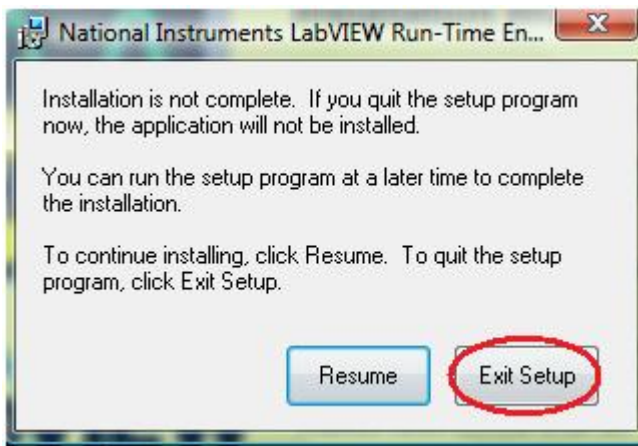 National Instruments LabVIEW Run-Time En...
Installation is not complete.  If you quit the setup program
now, the application will not be installed.
You can run the setup program at a later time to complete
the installation.
To continue installing, click Resume.  To quit the setup
program, click Exit Setup.
Resume
Exit Setup